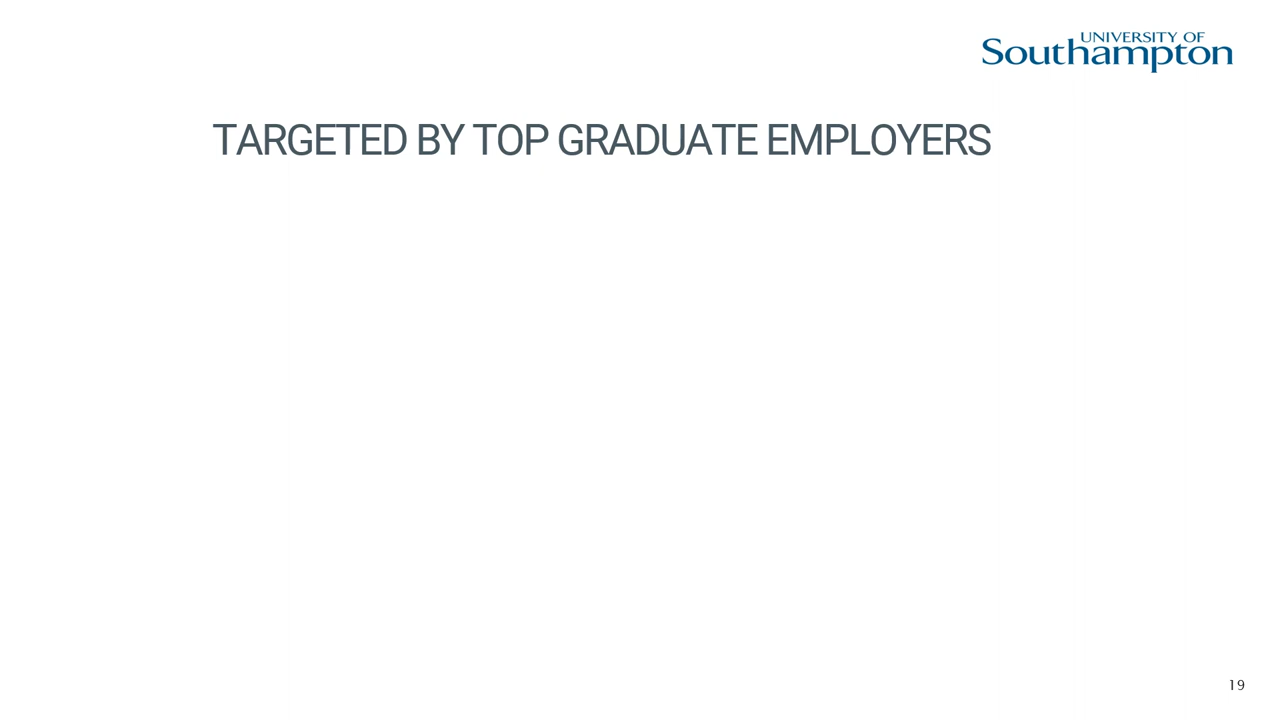 UNIVERSITY OF
Southampton
TARGETED BY TOP GRADUATE EMPLOYERS
19